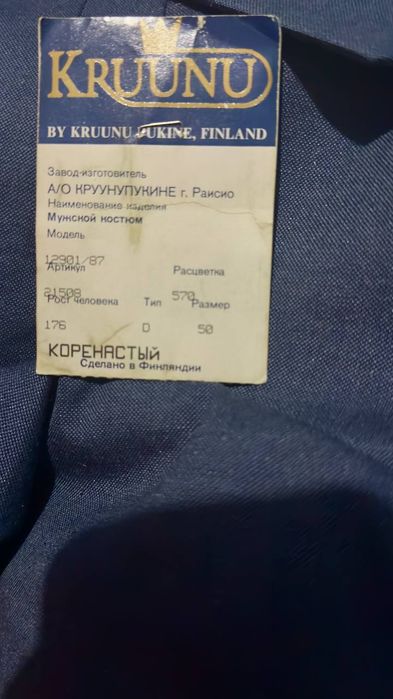 KRUUNU
BY KRUUNU PUKINE, FINLAND
Завод-изготовитель
А/О КРУУНУПУКИНЕ г. Раисио
Наименование изделия
Мужской костюм
Модель
12901/87
Артикул Расцветка
21508 570
Рост человека Тип Размер
176 D 50
КОРЕНАСТЫЙ
Сделано в Финляндии